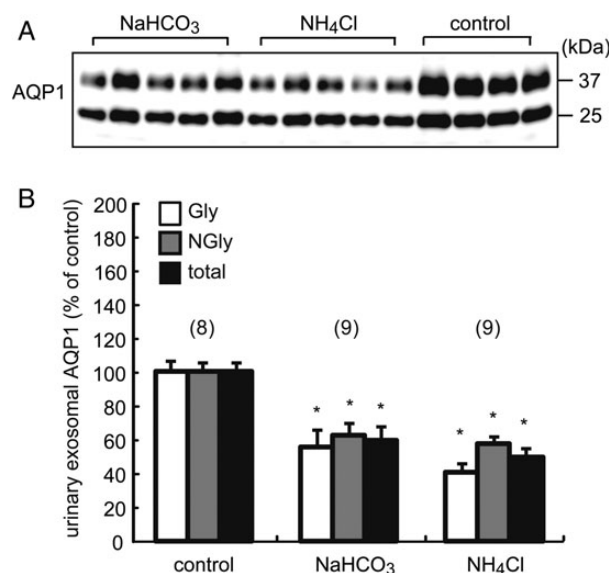 A
NaHCO₃ NH₄Cl control (kDa)
AQP1
37
25
B
urinary exosomal AQP1 (% of control)
200
180
160
140
120
100
80
60
40
20
0
Gly
NGly
total
(8) (9) (9)
* * * * * *
control NaHCO₃ NH₄Cl